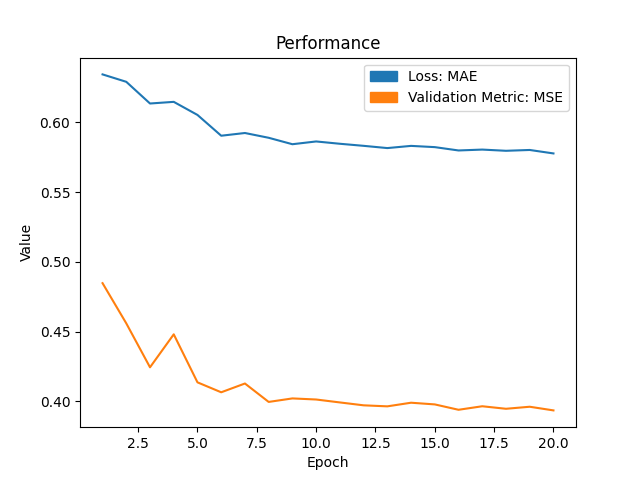 Performance
Loss: MAE
Validation Metric: MSE
Value
0.60
0.55
0.50
0.45
0.40
2.5 5.0 7.5 10.0 12.5 15.0 17.5 20.0
Epoch